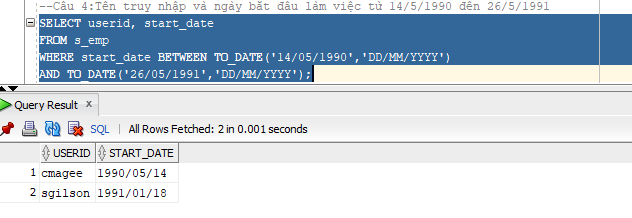 --Câu 4:Tên truy nhập và ngày bắt đầu làm việc từ 14/5/1990 đến 26/5/1991
SELECT userid, start_date
FROM s_emp
WHERE start_date BETWEEN TO_DATE('14/05/1990','DD/MM/YYYY')
AND TO_DATE('26/05/1991','DD/MM/YYYY');
Query Result x
SQL | All Rows Fetched: 2 in 0.001 seconds
USERID START_DATE
1 cmagee 1990/05/14
2 sgilson 1991/01/18